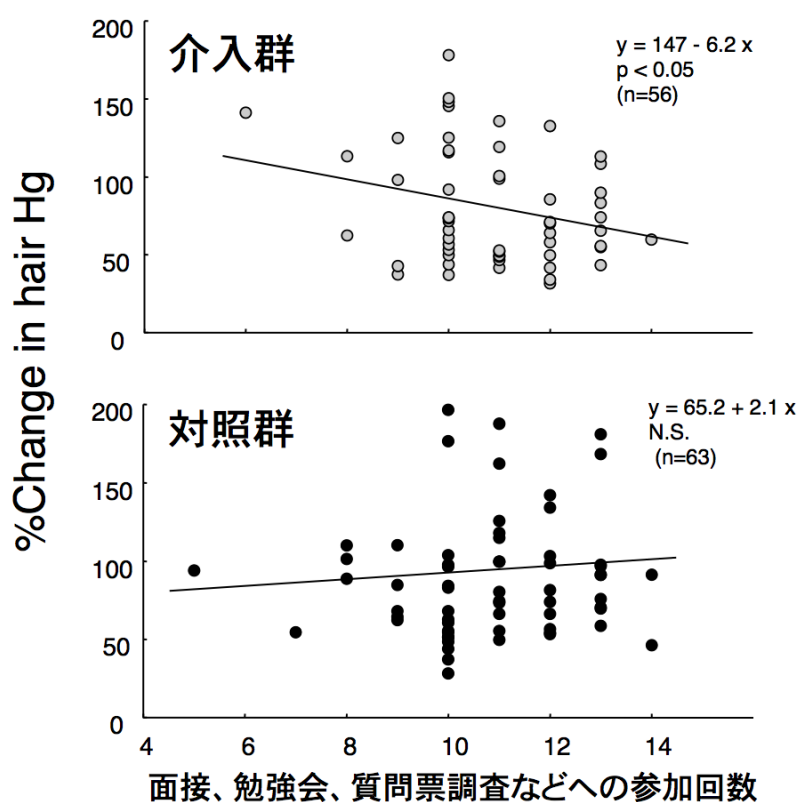 %Change in hair Hg
介入群
y = 147 - 6.2 x
p < 0.05
(n=56)
200
150
100
50
0
対照群
y = 65.2 + 2.1 x
N.S.
(n=63)
200
150
100
50
0
4 6 8 10 12 14
面接、勉強会、質問票調査などへの参加回数